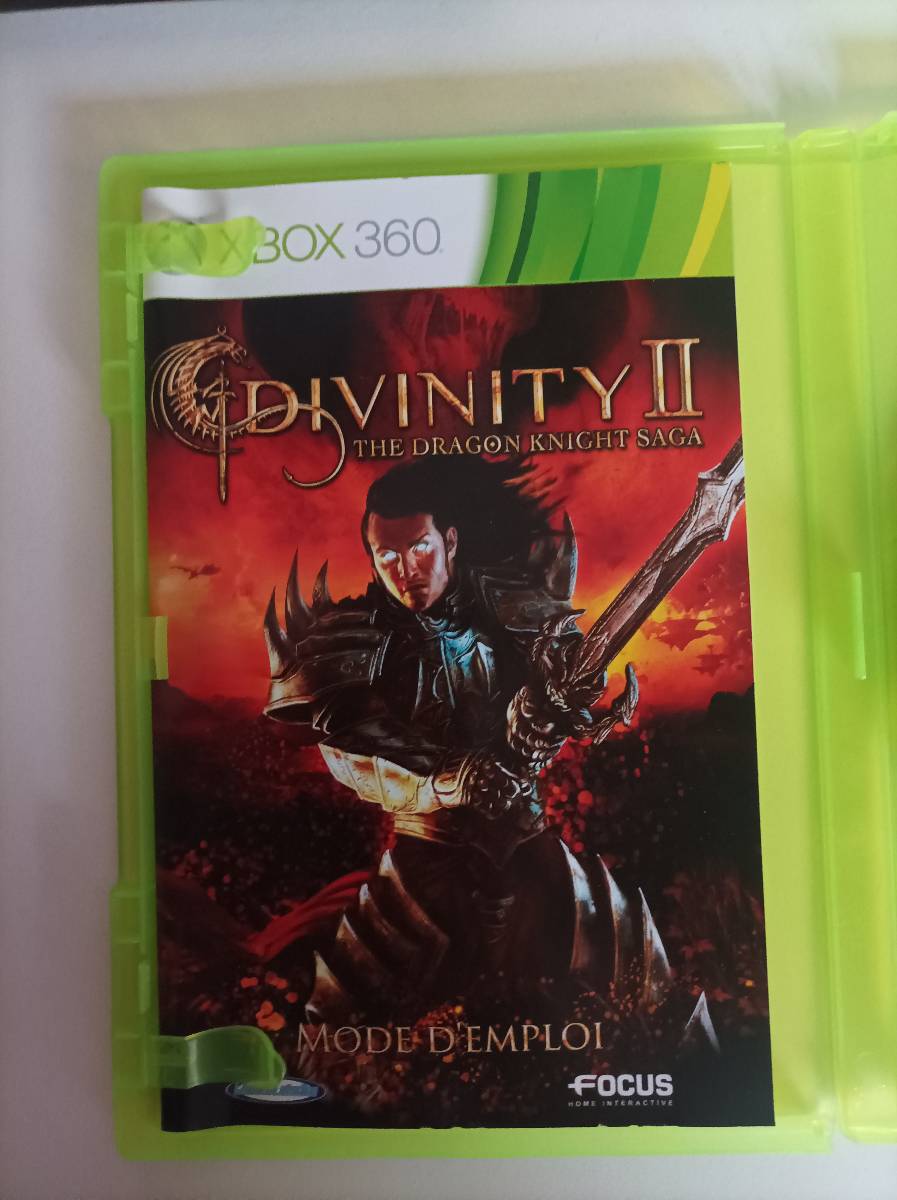 XBOX 360
DIVINITY II
THE DRAGON KNIGHT SAGA
MODE D'EMPLOI
FOCUS
HOME INTERACTIVE